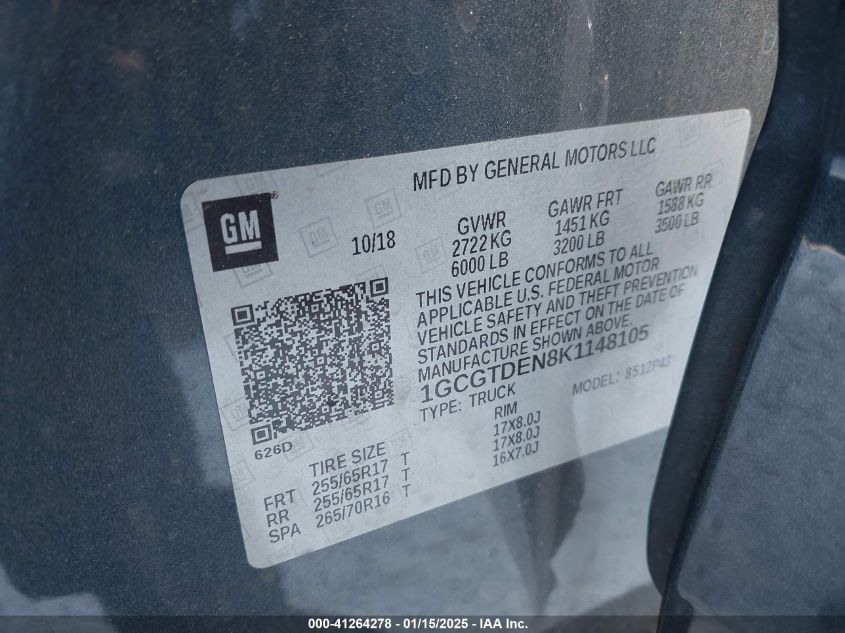 MFD BY GENERAL MOTORS LLC
GM
10/18
GVWR GAWR FRT GAWR RR
2722 KG 1451 KG 1588 KG
6000 LB 3200 LB 3500 LB
THIS VEHICLE CONFORMS TO ALL
APPLICABLE U.S. FEDERAL MOTOR
VEHICLE SAFETY AND THEFT PREVENTION
STANDARDS IN EFFECT ON THE DATE OF
MANUFACTURE SHOWN ABOVE.
1GCGTDEN8K1148105
TYPE: TRUCK MODEL: 8512P43
626D
TIRE SIZE RIM
FRT 255/65R17 T 17X8.0J
RR 255/65R17 T 17X8.0J
SPA 265/70R16 T 16X7.0J
000-41264278 — 01/15/2025 — IAA Inc.